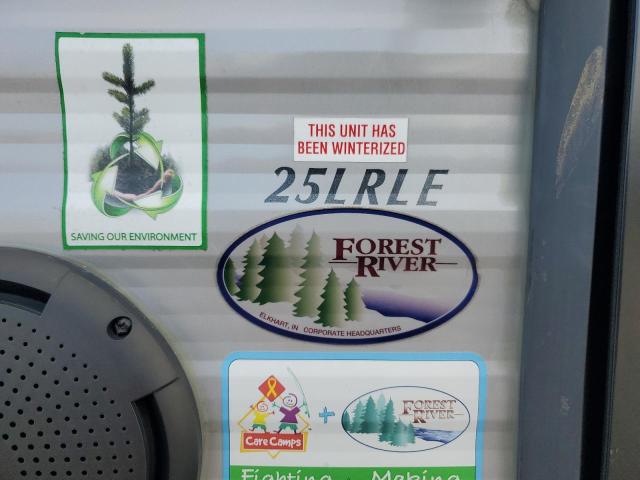 SAVING OUR ENVIRONMENT
THIS UNIT HAS
BEEN WINTERIZED
25LRLE
FOREST
RIVER
ELKHART, IN CORPORATE HEADQUARTERS
Care Camps
+
FOREST
RIVER
Fighting Making